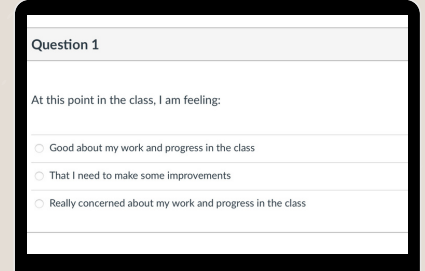 Question 1
At this point in the class, I am feeling:
Good about my work and progress in the class
That I need to make some improvements
Really concerned about my work and progress in the class